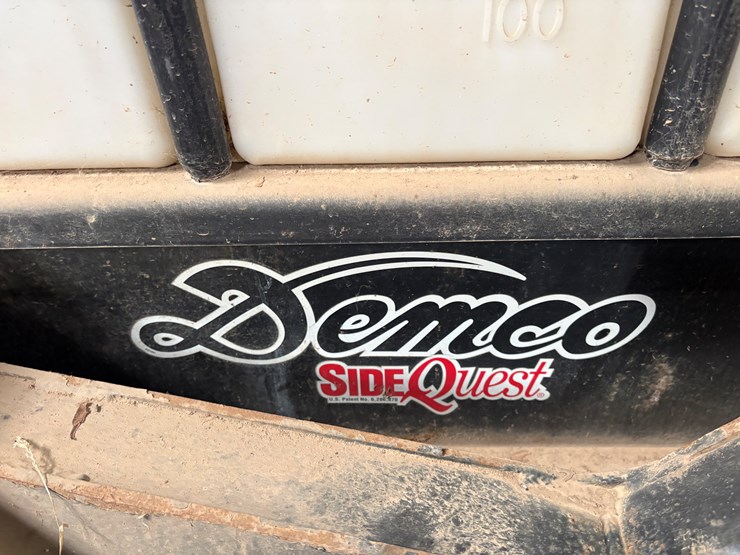 100
Demco
SIDEQUEST®
U.S. Patent No.